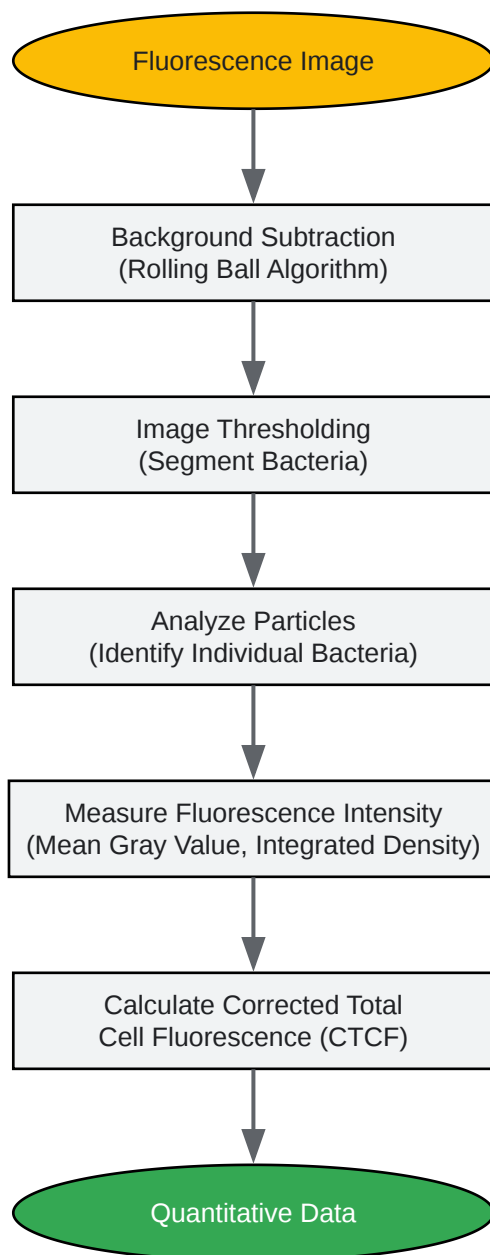 Fluorescence Image
Background Subtraction
(Rolling Ball Algorithm)
Image Thresholding
(Segment Bacteria)
Analyze Particles
(Identify Individual Bacteria)
Measure Fluorescence Intensity
(Mean Gray Value, Integrated Density)
Calculate Corrected Total
Cell Fluorescence (CTCF)
Quantitative Data